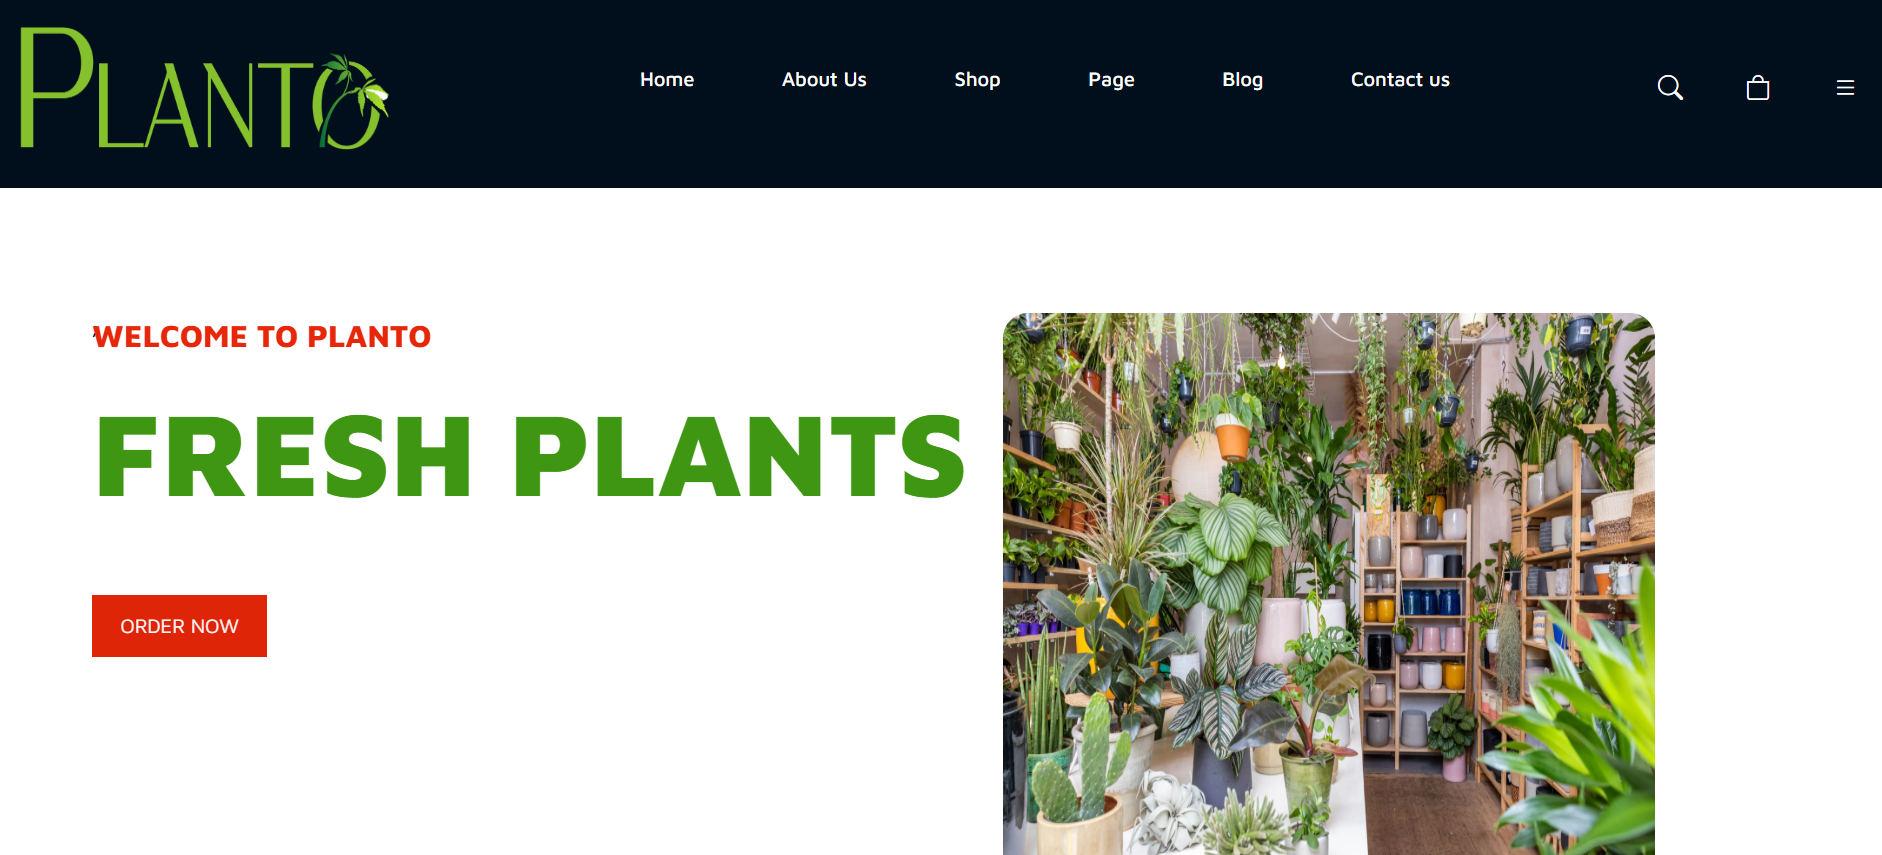 PLANTO
Home About Us Shop Page Blog Contact us
WELCOME TO PLANTO
FRESH PLANTS
ORDER NOW